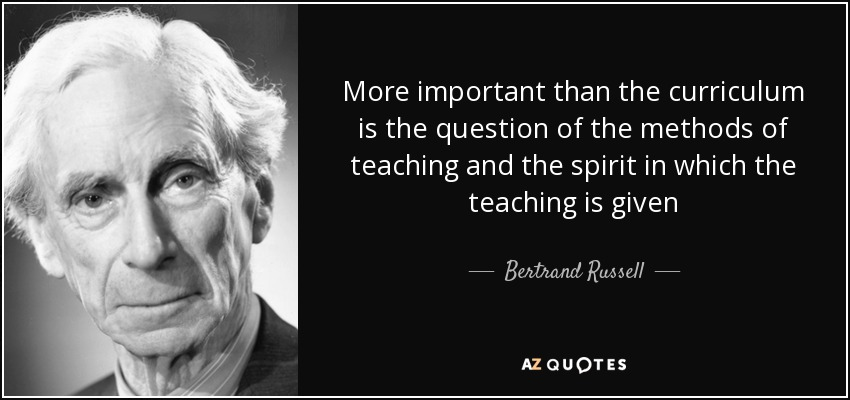 More important than the curriculum
is the question of the methods of
teaching and the spirit in which the
teaching is given
Bertrand Russell
AZ QUOTES